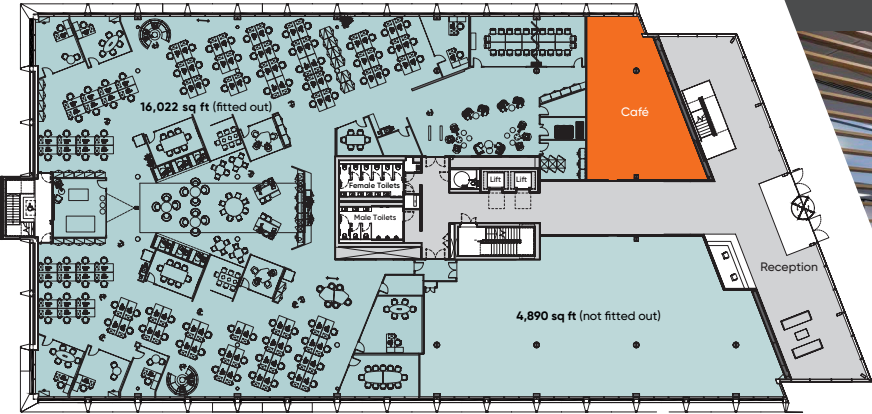 16,022 sq ft (fitted out)
Café
Female Toilets
Lift
Lift
Male Toilets
Reception
4,890 sq ft (not fitted out)